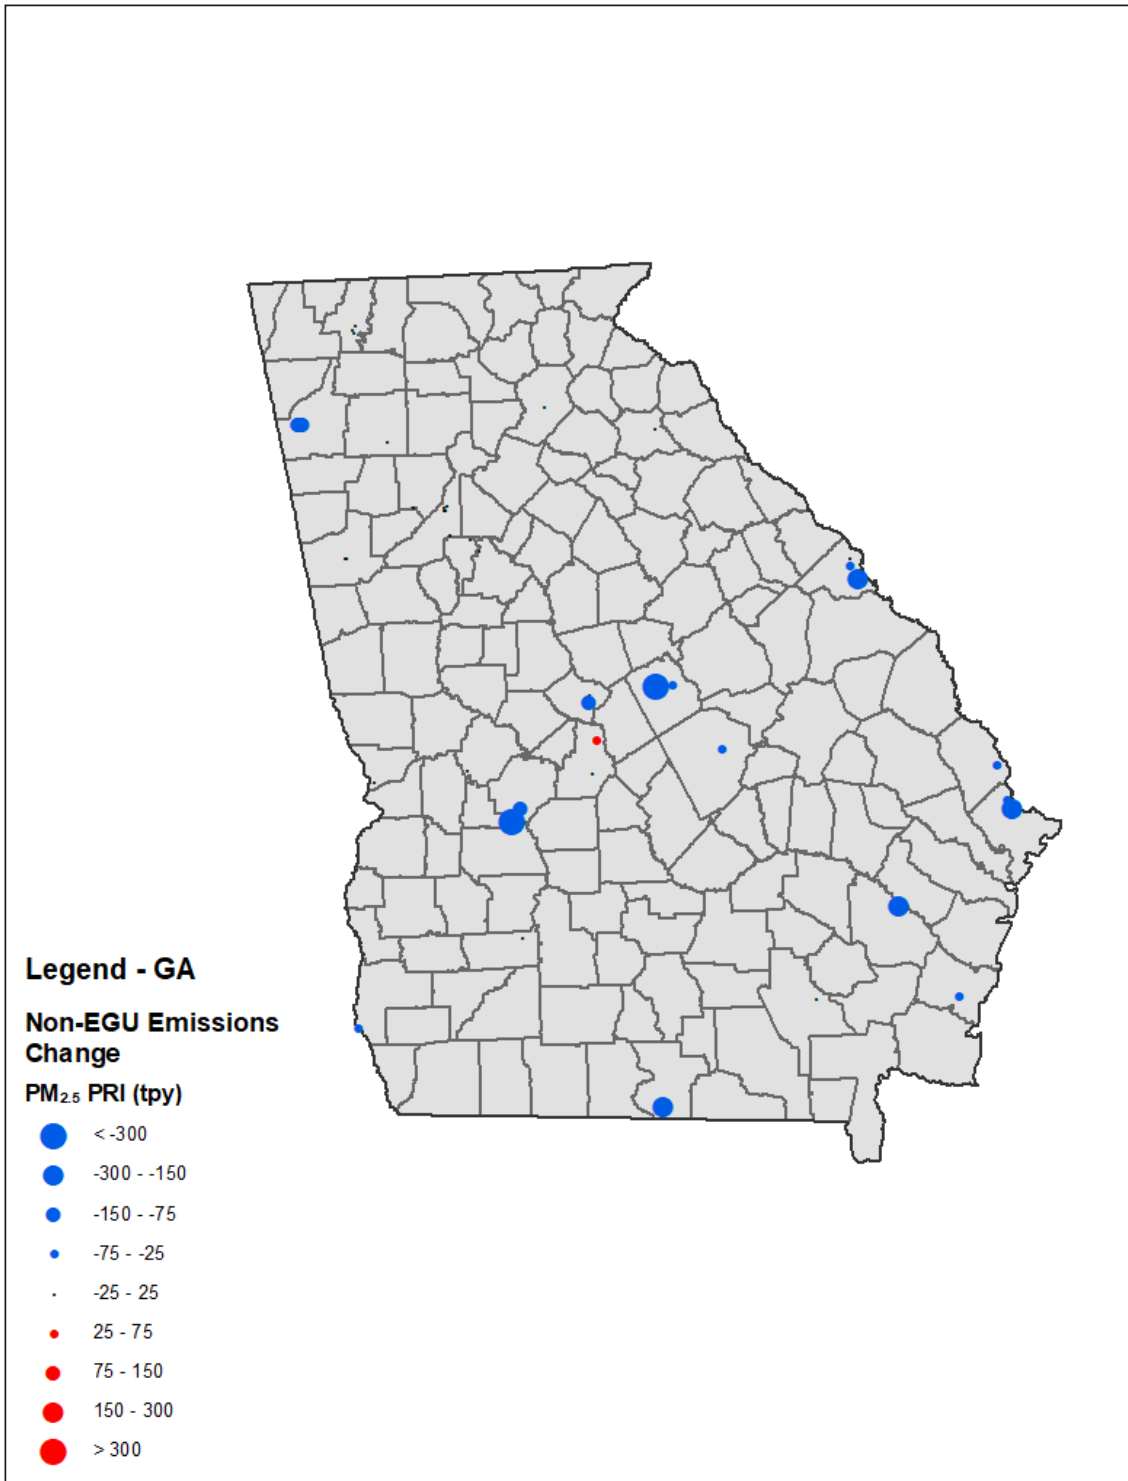 Legend - GA
Non-EGU Emissions
Change
PM2.5 PRI (tpy)
< -300
-300 - -150
-150 - -75
-75 - -25
-25 - 25
25 - 75
75 - 150
150 - 300
> 300